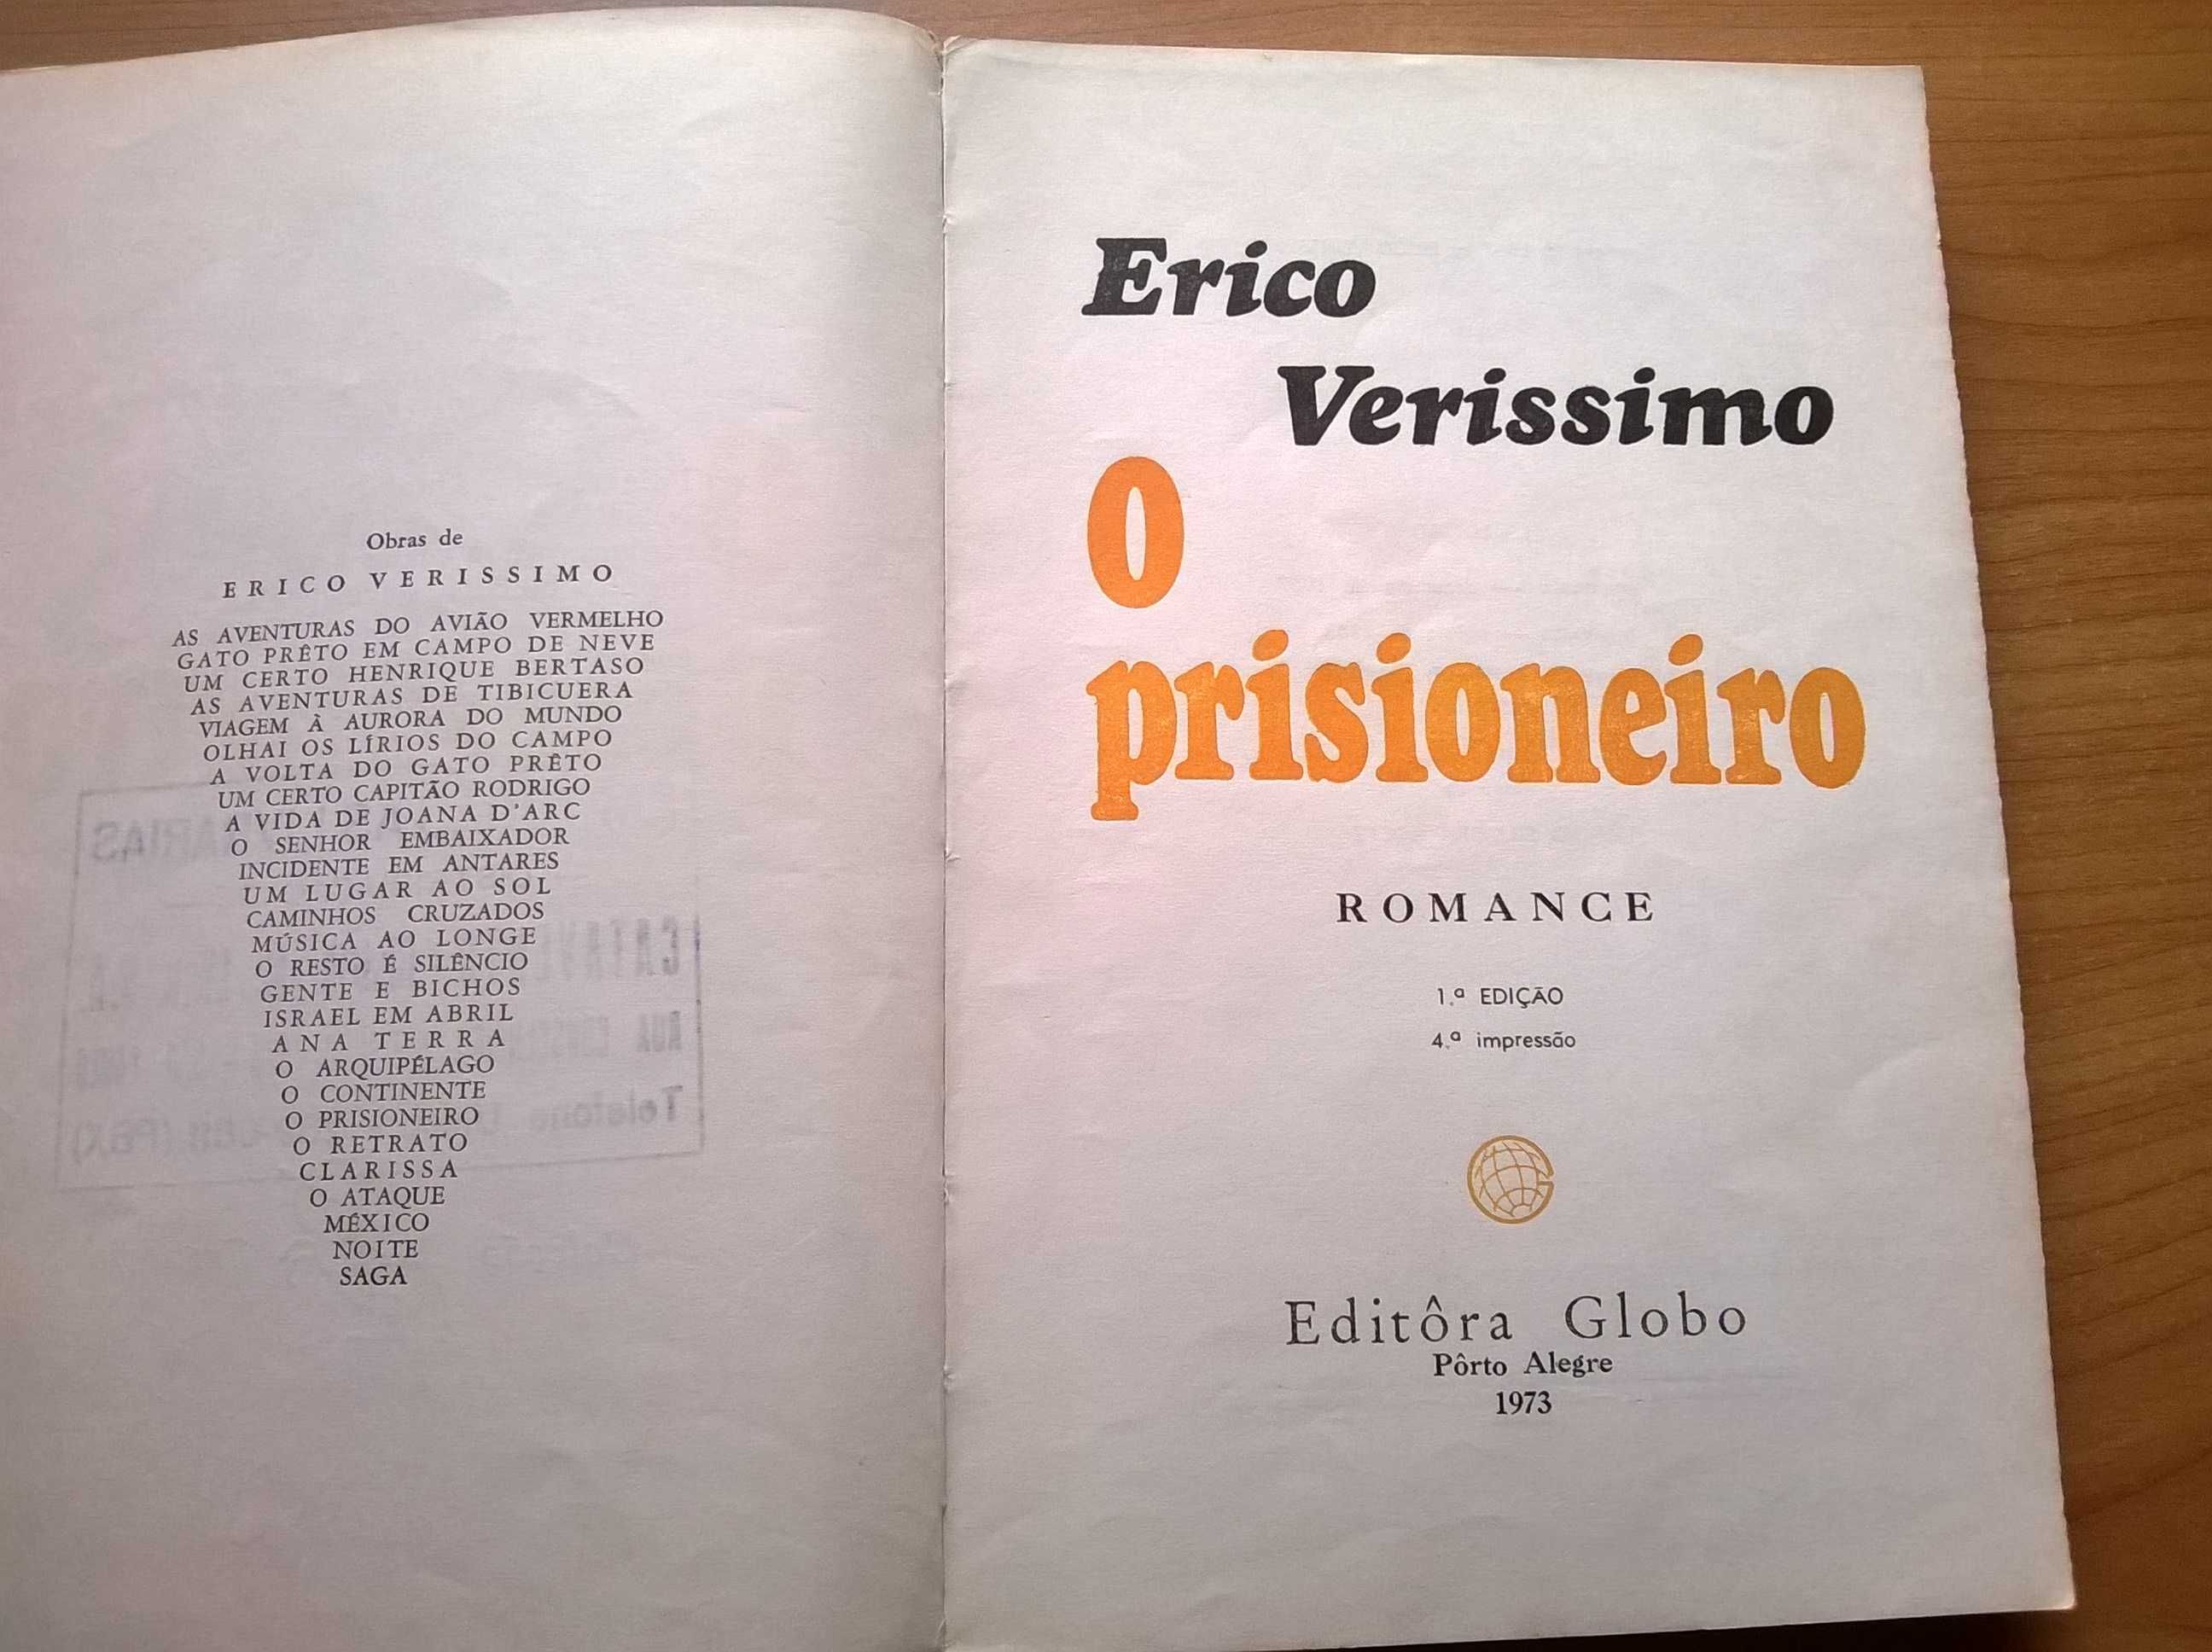 Obras de
ERICO VERISSIMO
AS AVENTURAS DO AVIÃO VERMELHO
GATO PRÊTO EM CAMPO DE NEVE
UM CERTO HENRIQUE BERTASO
AS AVENTURAS DE TIBICUERA
VIAGEM À AURORA DO MUNDO
OLHAI OS LÍRIOS DO CAMPO
A VOLTA DO GATO PRÊTO
UM CERTO CAPITÃO RODRIGO
A VIDA DE JOANA D'ARC
O SENHOR EMBAIXADOR
INCIDENTE EM ANTARES
UM LUGAR AO SOL
CAMINHOS CRUZADOS
MÚSICA AO LONGE
O RESTO É SILÊNCIO
GENTE E BICHOS
ISRAEL EM ABRIL
ANA TERRA
O ARQUIPÉLAGO
O CONTINENTE
O PRISIONEIRO
O RETRATO
CLARISSA
O ATAQUE
MÉXICO
NOITE
SAGA
Erico
Verissimo
O
prisioneiro
ROMANCE
1.ª EDIÇÃO
4.ª impressão
Editôra Globo
Pôrto Alegre
1973